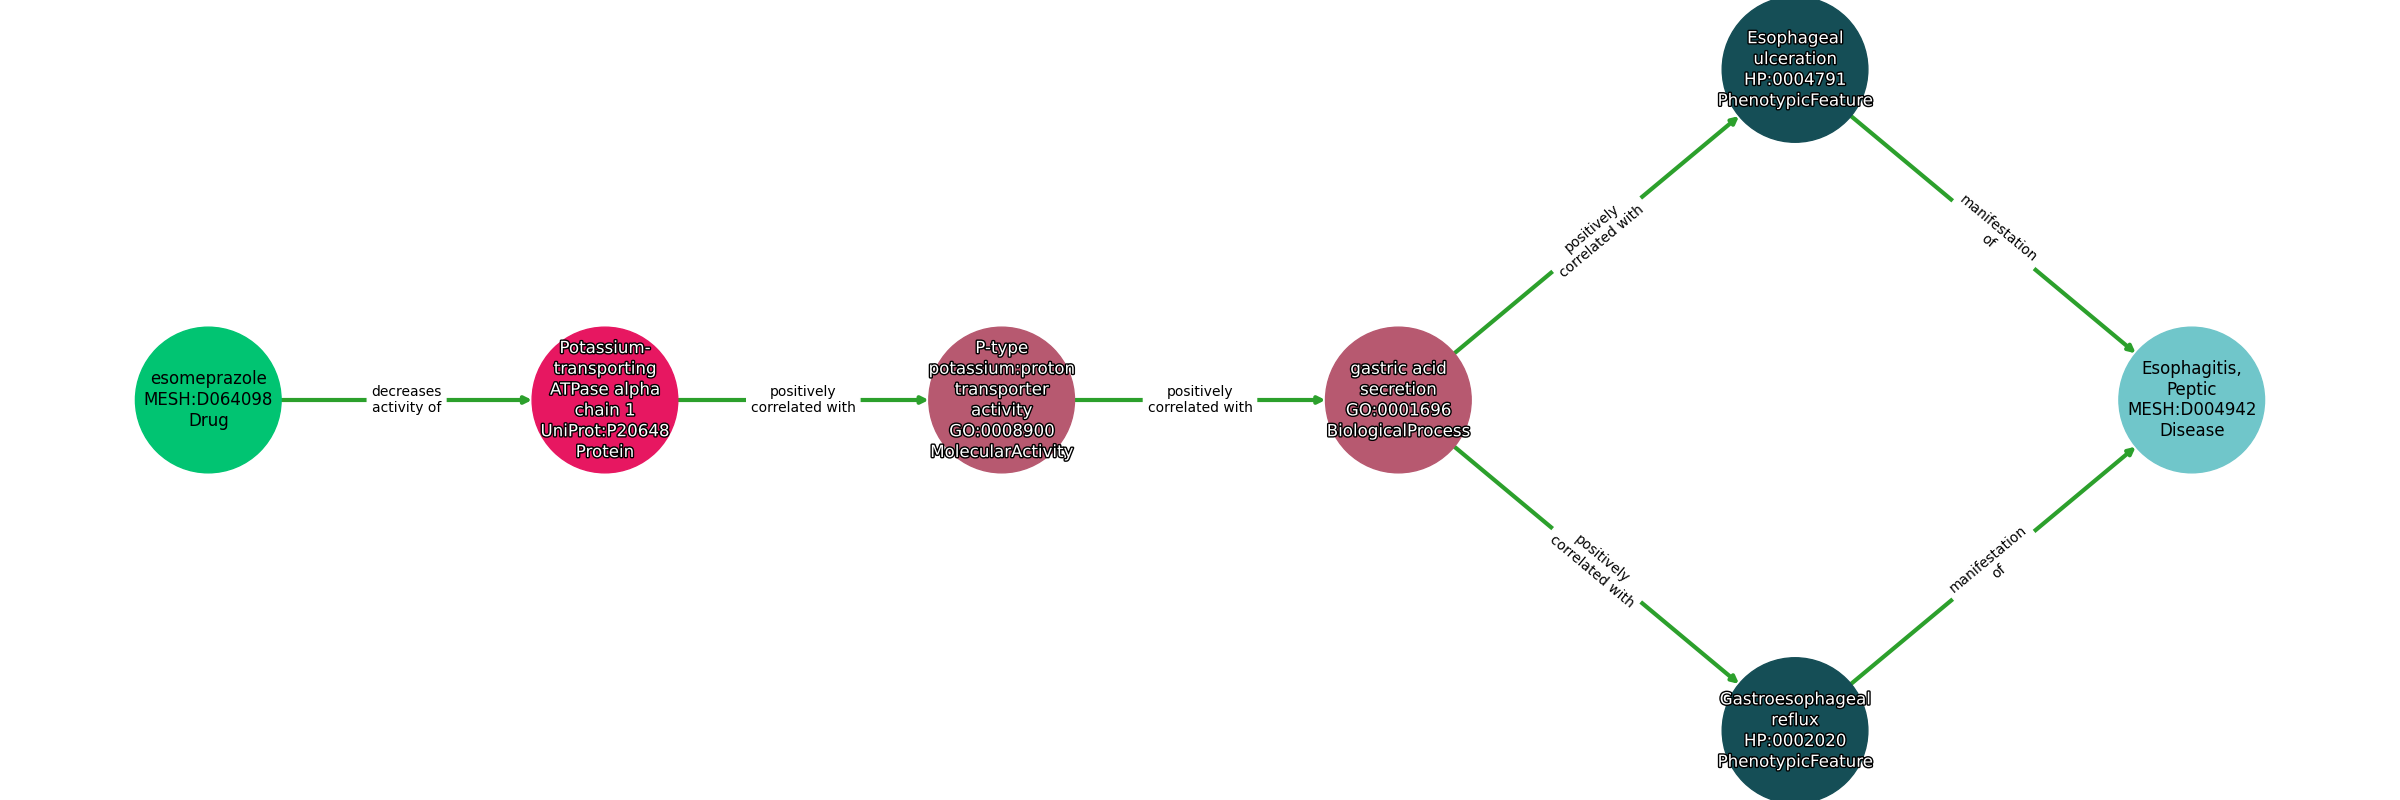 esomeprazole
MESH:D064098
Drug
decreases
activity of
Potassium-
transporting
ATPase alpha
chain 1
UniProt:P20648
Protein
positively
correlated with
P-type
potassium:proton
transporter
activity
GO:0008900
MolecularActivity
positively
correlated with
gastric acid
secretion
GO:0001696
BiologicalProcess
positively
correlated with
Esophageal
ulceration
HP:0004791
PhenotypicFeature
manifestation
of
positively
correlated with
Gastroesophageal
reflux
HP:0002020
PhenotypicFeature
manifestation
of
Esophagitis,
Peptic
MESH:D004942
Disease